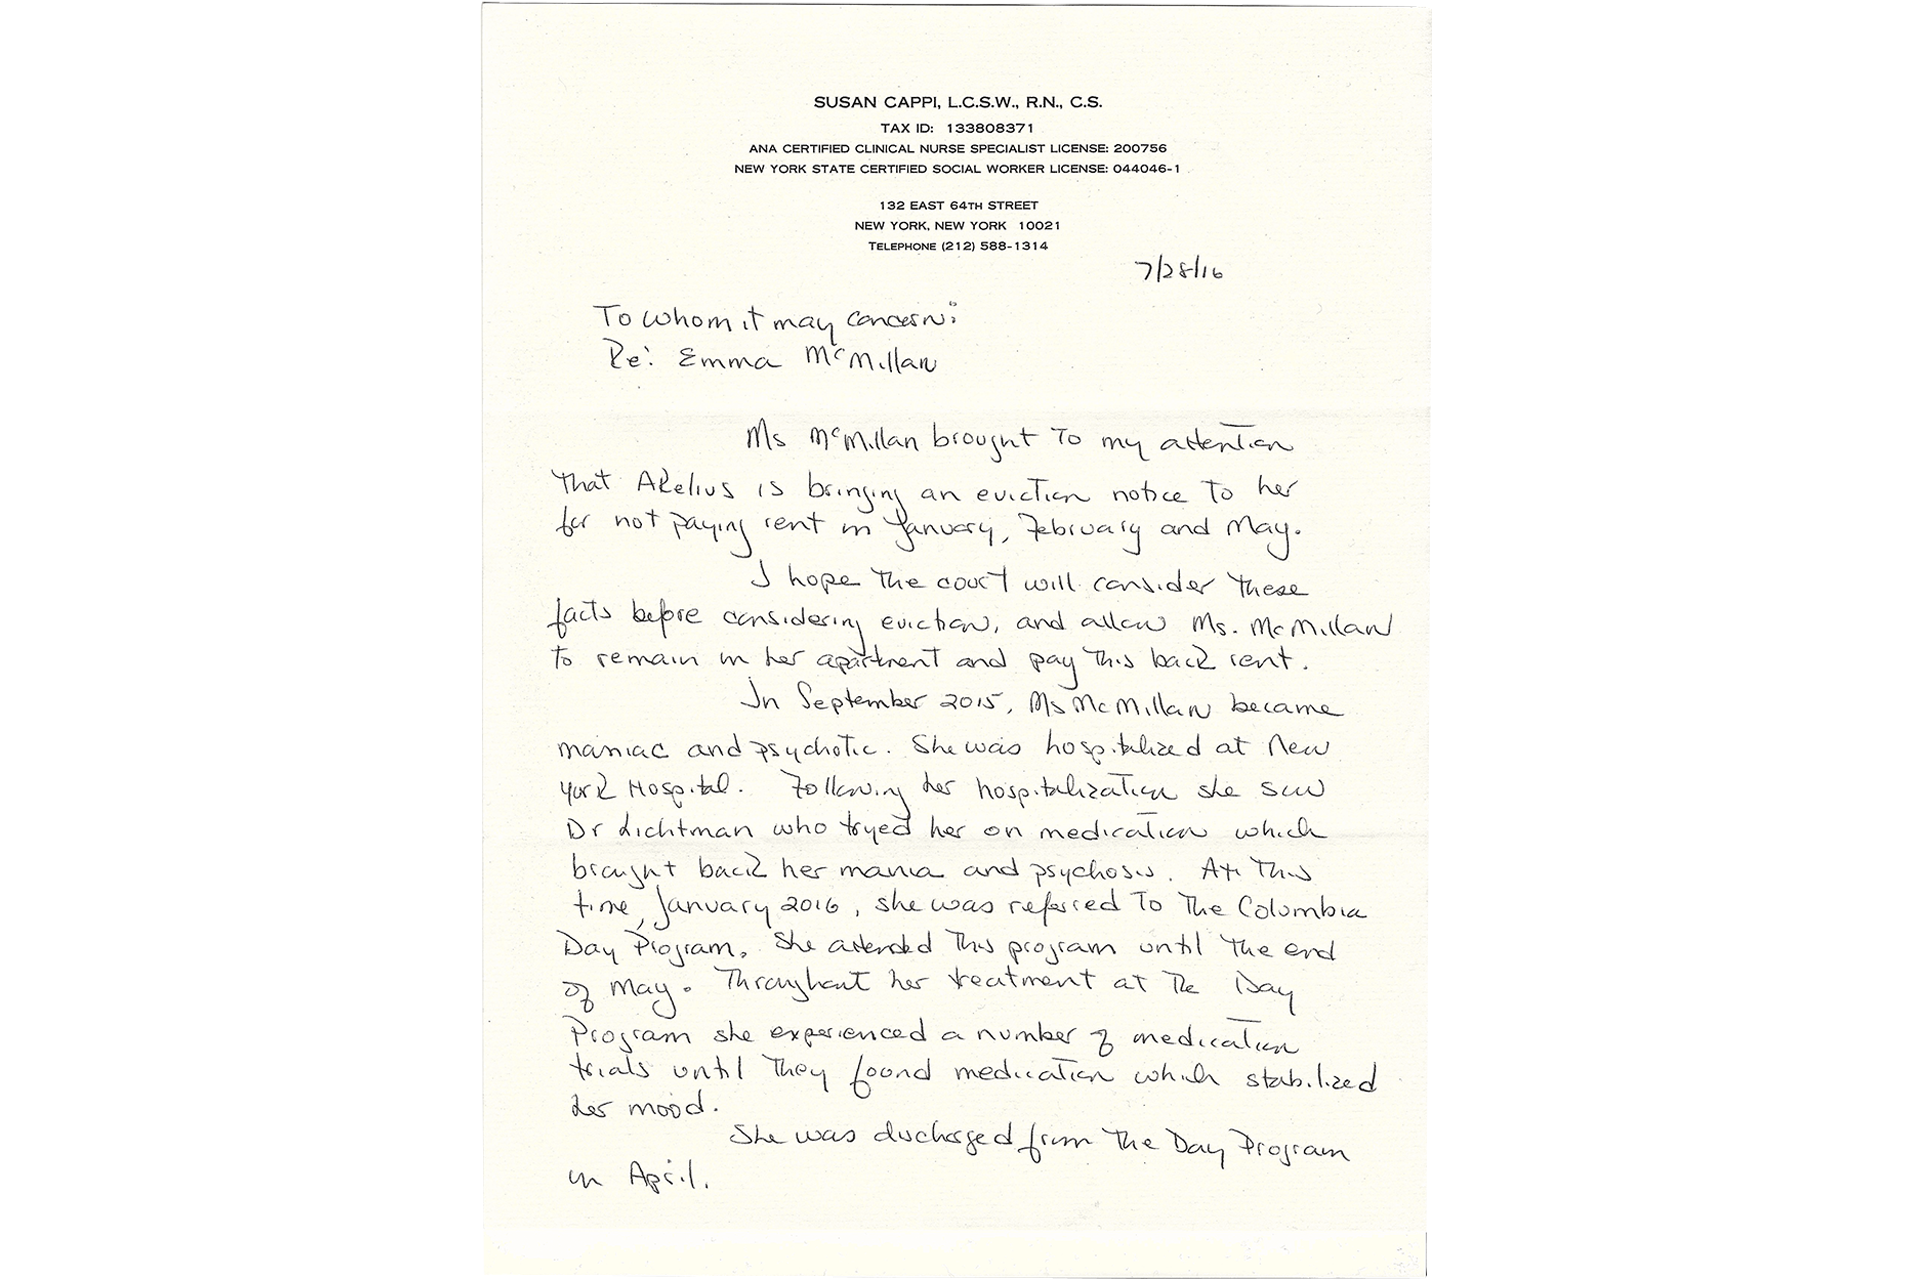 SUSAN CAPPI, L.C.S.W., R.N., C.S.
TAX ID: 133808371
ANA CERTIFIED CLINICAL NURSE SPECIALIST LICENSE: 200756
NEW YORK STATE CERTIFIED SOCIAL WORKER LICENSE: 044046-1
132 EAST 64TH STREET
NEW YORK, NEW YORK 10021
TELEPHONE (212) 588-1314
7/28/16
To whom it may concern:
Re: Emma McMillan
Ms McMillan brought to my attention
that Akelius is bringing an eviction notice to her
for not paying rent in January, February and May.
I hope the court will consider these
facts before considering eviction, and allow Ms. McMillan
to remain in her apartment and pay this back rent.
In September 2015, Ms McMillan became
maniac and psychotic. She was hospitalized at New
York Hospital. Following her hospitalization she saw
Dr Lichtman who tryed her on medication which
brought back her mania and psychosis. At this
time, January 2016, she was referred to the Columbia
Day Program. She attended this program until the end
of May. Throughout her treatment at the Day
Program she experienced a number of medication
trials until they found medication which stabilized
her mood.
She was discharged from the Day Program
in April.